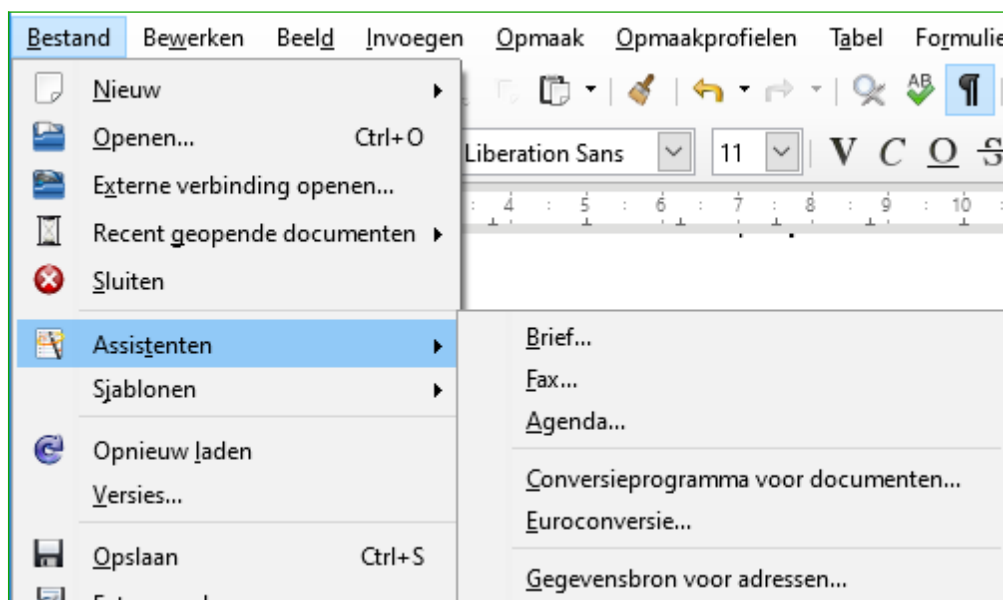 Bestand Bewerken Beeld Invoegen Opmaak Opmaakprofielen Tabel
Nieuw
Openen... Ctrl+O
Liberation Sans 11 V C O S
Externe verbinding openen...
4 5 6 7 8 9 10
Recent geopende documenten
Sluiten
Assistenten
Brief...
Fax...
Sjablonen
Agenda...
Opnieuw laden
Conversieprogramma voor documenten...
Versies...
Euroconversie...
Opslaan Ctrl+S
Gegevensbron voor adressen...